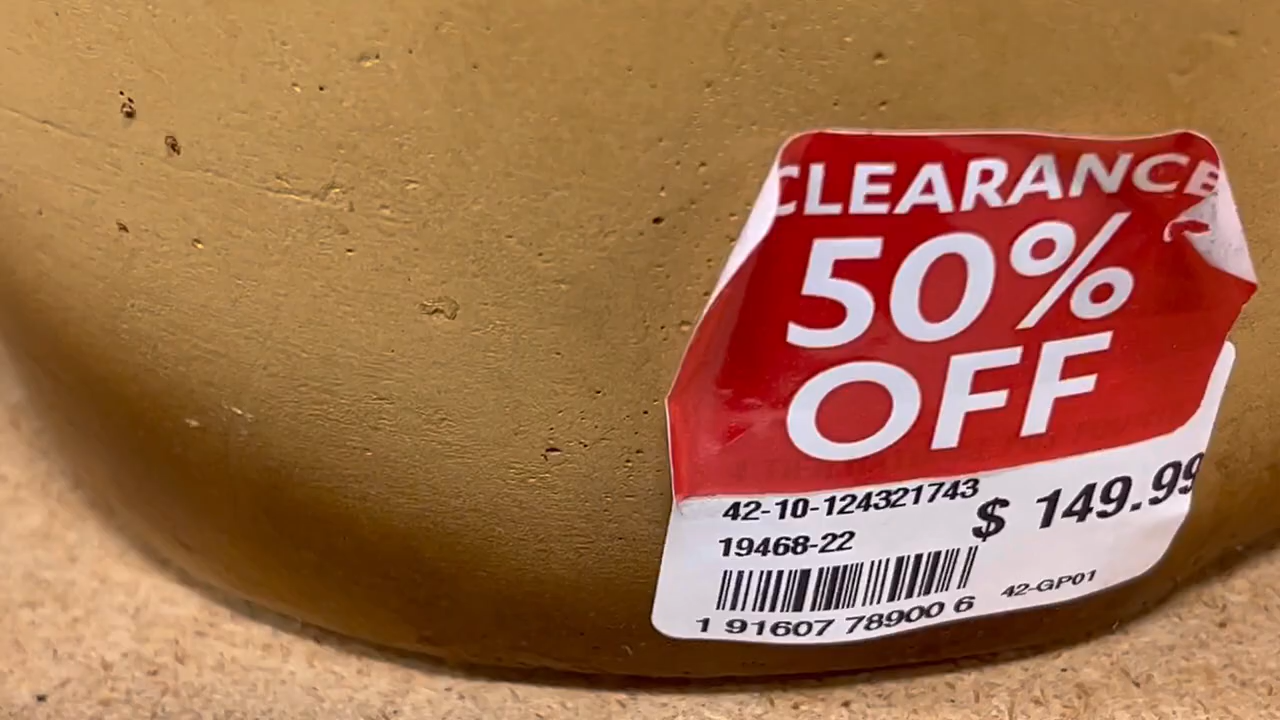 CLEARANCE
50%
OFF
42-10-124321743
$ 149.99
19468-22
42-GP01
1 91607 78900 6